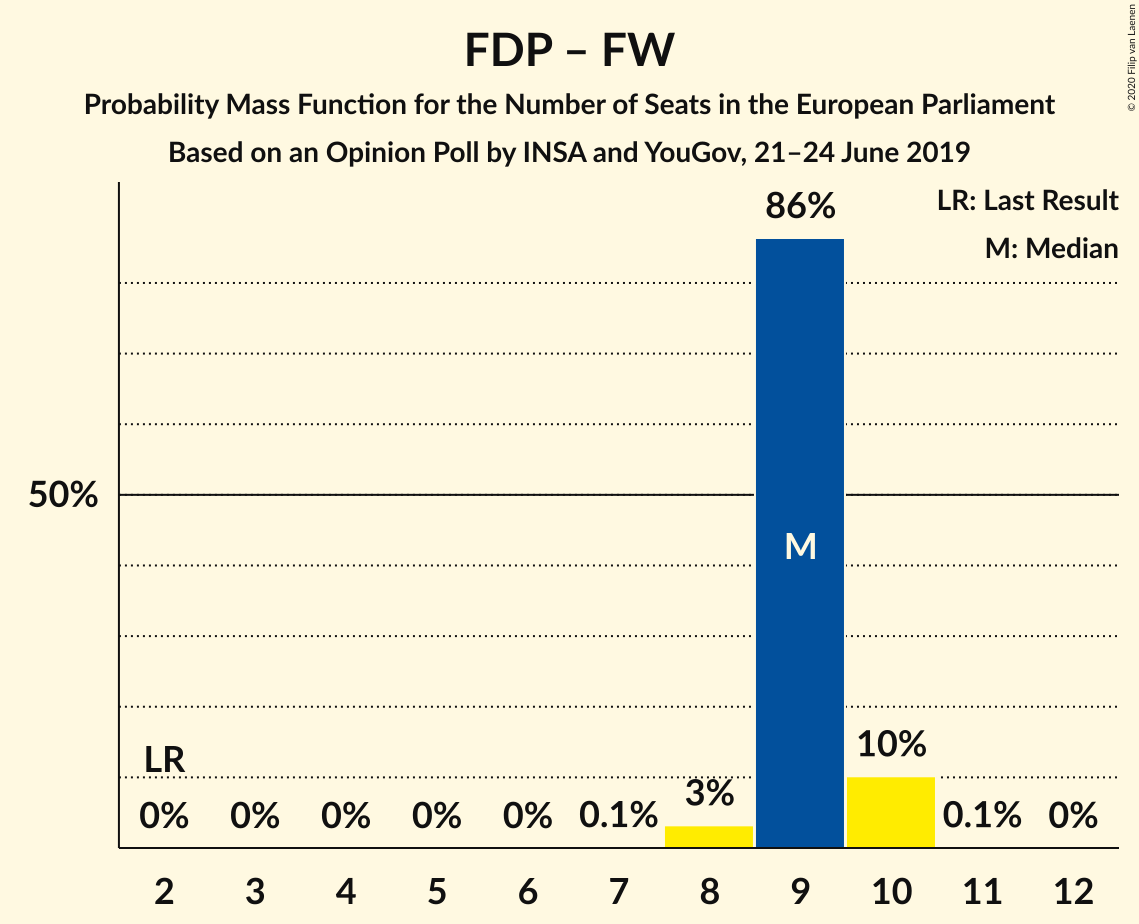 FDP – FW
Probability Mass Function for the Number of Seats in the European Parliament
Based on an Opinion Poll by INSA and YouGov, 21–24 June 2019
© 2020 Filip van Laenen
LR: Last Result
M: Median
86%
50%
M
LR
10%
3%
0% 0% 0% 0% 0% 0.1% 0.1% 0%
2 3 4 5 6 7 8 9 10 11 12